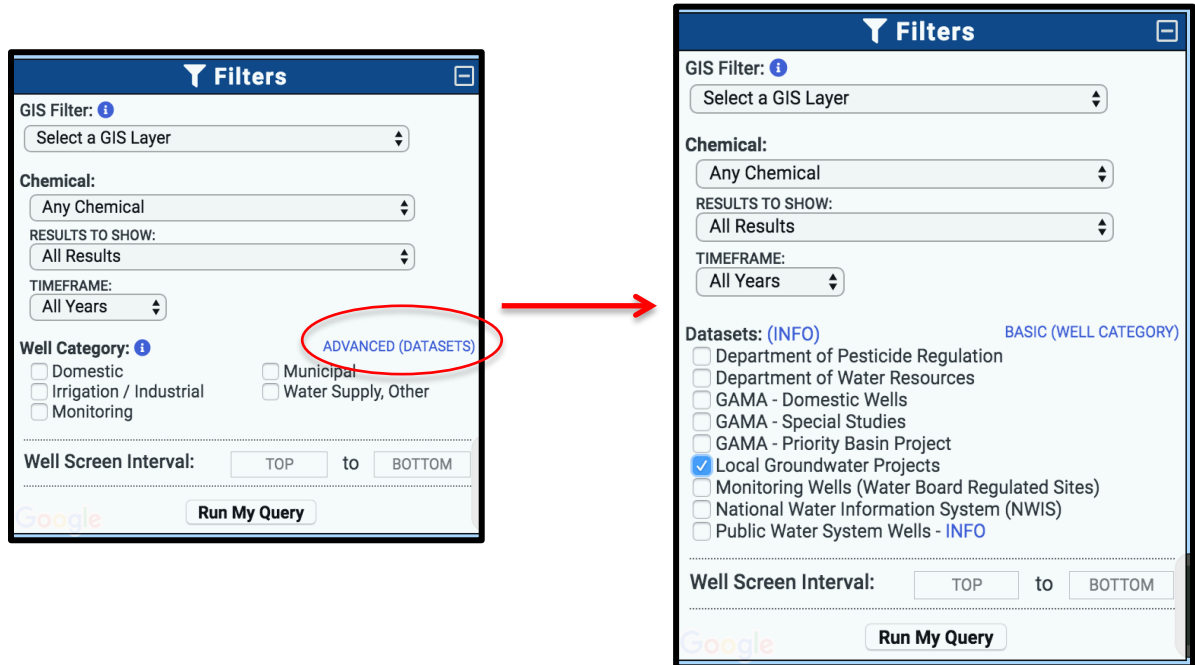 Filters
GIS Filter:
Select a GIS Layer
Chemical:
Any Chemical
RESULTS TO SHOW:
All Results
TIMEFRAME:
All Years
Well Category: ADVANCED (DATASETS)
Domestic Municipal
Irrigation / Industrial Water Supply, Other
Monitoring
Well Screen Interval: TOP to BOTTOM
Run My Query
Google
Filters
GIS Filter:
Select a GIS Layer
Chemical:
Any Chemical
RESULTS TO SHOW:
All Results
TIMEFRAME:
All Years
Datasets: (INFO) BASIC (WELL CATEGORY)
Department of Pesticide Regulation
Department of Water Resources
GAMA - Domestic Wells
GAMA - Special Studies
GAMA - Priority Basin Project
Local Groundwater Projects
Monitoring Wells (Water Board Regulated Sites)
National Water Information System (NWIS)
Public Water System Wells - INFO
Well Screen Interval: TOP to BOTTOM
Run My Query
Google